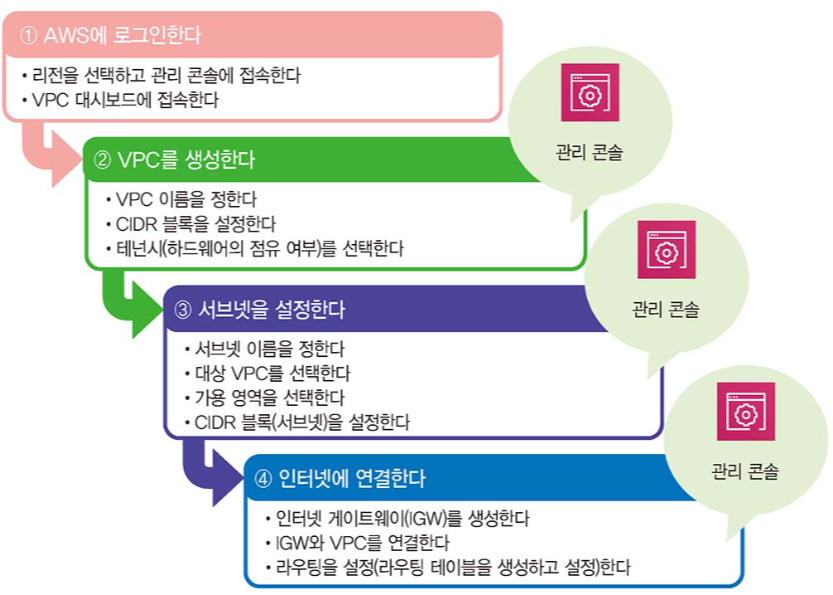 ① AWS에 로그인한다
• 리전을 선택하고 관리 콘솔에 접속한다
• VPC 대시보드에 접속한다
관리 콘솔
② VPC를 생성한다
• VPC 이름을 정한다
• CIDR 블록을 설정한다
• 테넌시(하드웨어의 점유 여부)를 선택한다
관리 콘솔
③ 서브넷을 설정한다
• 서브넷 이름을 정한다
• 대상 VPC를 선택한다
• 가용 영역을 선택한다
• CIDR 블록(서브넷)을 설정한다
관리 콘솔
④ 인터넷에 연결한다
• 인터넷 게이트웨이(IGW)를 생성한다
• IGW와 VPC를 연결한다
• 라우팅을 설정(라우팅 테이블을 생성하고 설정)한다